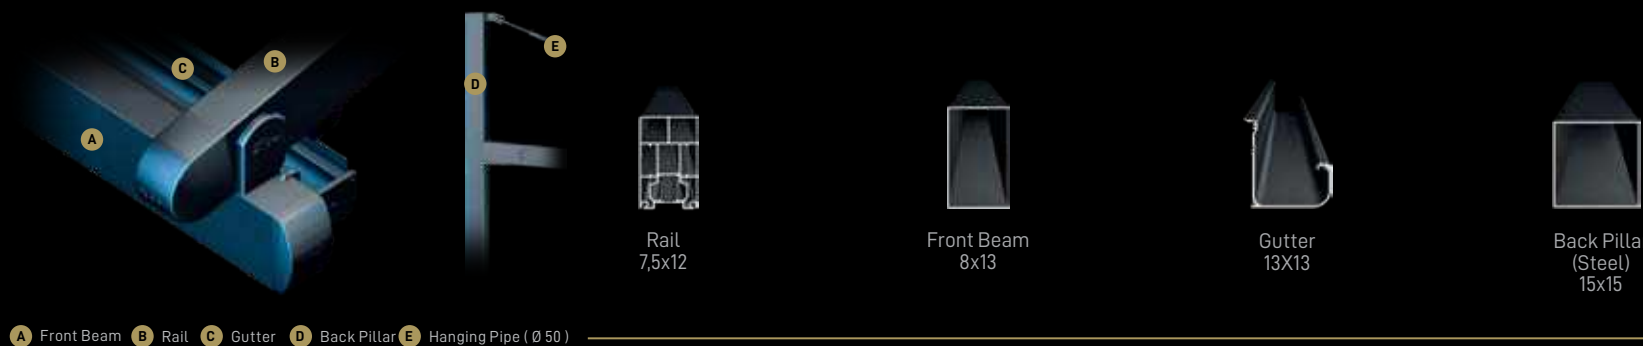 C
B
A
E
D
Rail
7,5x12
Front Beam
8x13
Gutter
13X13
Back Pilla
(Steel)
15x15
A Front Beam B Rail C Gutter D Back Pillar E Hanging Pipe ( Ø 50 )